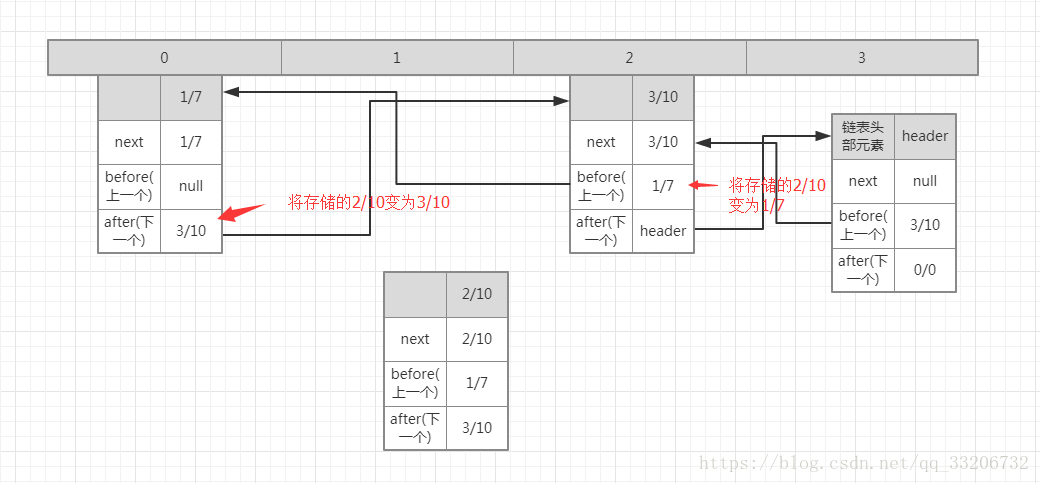 0 1 2 3
1/7
next 1/7
before(
上一个) null
after(下
一个) 3/10
将存储的2/10变为3/10
3/10
next 3/10
before(
上一个) 1/7
after(下
一个) header
将存储的2/10
变为1/7
链表头
部元素 header
next null
before(
上一个) 3/10
after(下
一个) 0/0
2/10
next 2/10
before(
上一个) 1/7
after(下
一个) 3/10
https://blog.csdn.net/qq_33206732